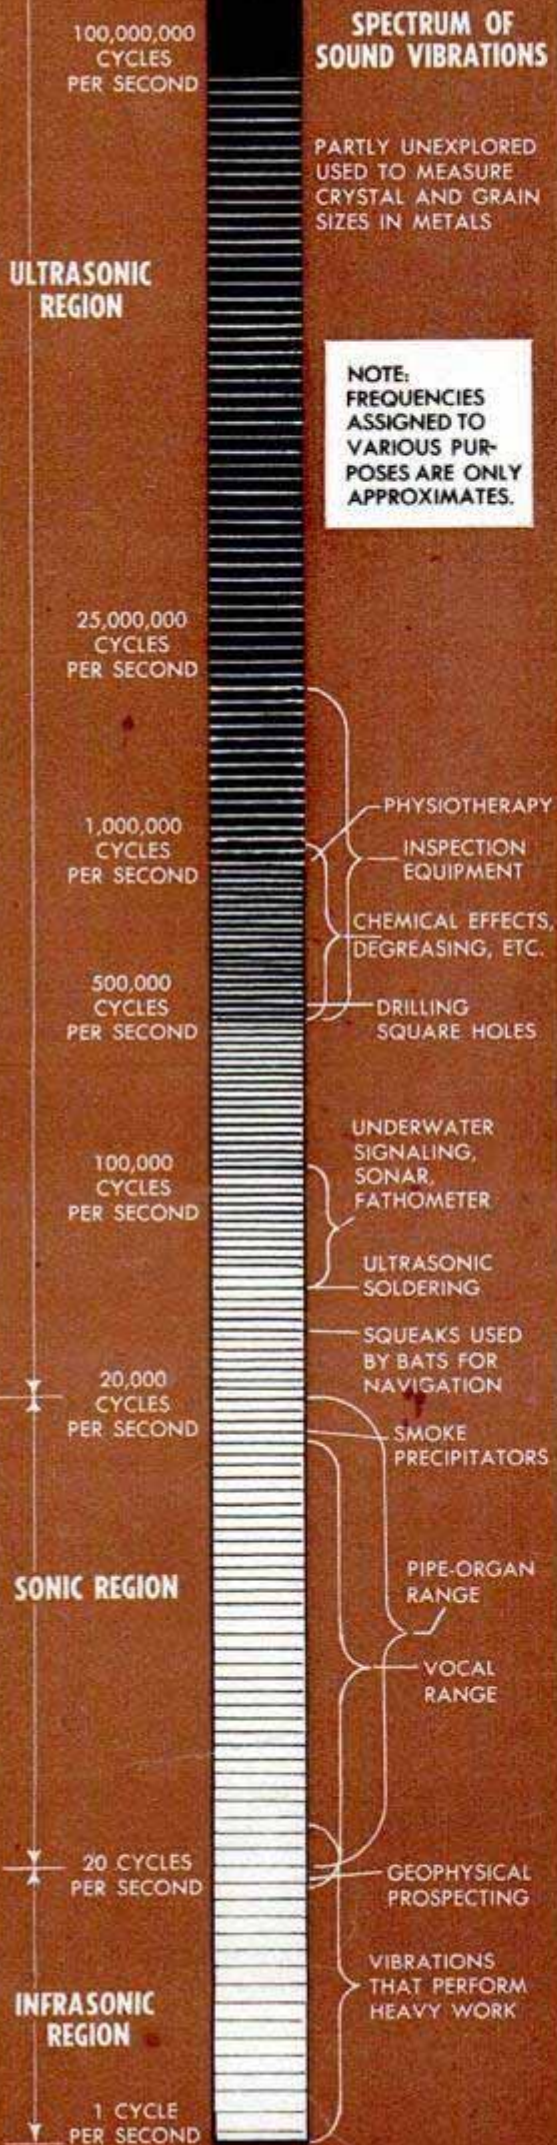 SPECTRUM OF
SOUND VIBRATIONS
100,000,000
CYCLES
PER SECOND
PARTLY UNEXPLORED
USED TO MEASURE
CRYSTAL AND GRAIN
SIZES IN METALS
ULTRASONIC
REGION
NOTE:
FREQUENCIES
ASSIGNED TO
VARIOUS PUR-
POSES ARE ONLY
APPROXIMATES.
25,000,000
CYCLES
PER SECOND
PHYSIOTHERAPY
1,000,000
CYCLES
PER SECOND
INSPECTION
EQUIPMENT
CHEMICAL EFFECTS,
DEGREASING, ETC.
500,000
CYCLES
PER SECOND
DRILLING
SQUARE HOLES
UNDERWATER
SIGNALING,
SONAR,
FATHOMETER
100,000
CYCLES
PER SECOND
ULTRASONIC
SOLDERING
SQUEAKS USED
BY BATS FOR
NAVIGATION
20,000
CYCLES
PER SECOND
SMOKE
PRECIPITATORS
SONIC REGION
PIPE-ORGAN
RANGE
VOCAL
RANGE
20 CYCLES
PER SECOND
GEOPHYSICAL
PROSPECTING
VIBRATIONS
THAT PERFORM
HEAVY WORK
INFRASONIC
REGION
1 CYCLE
PER SECOND